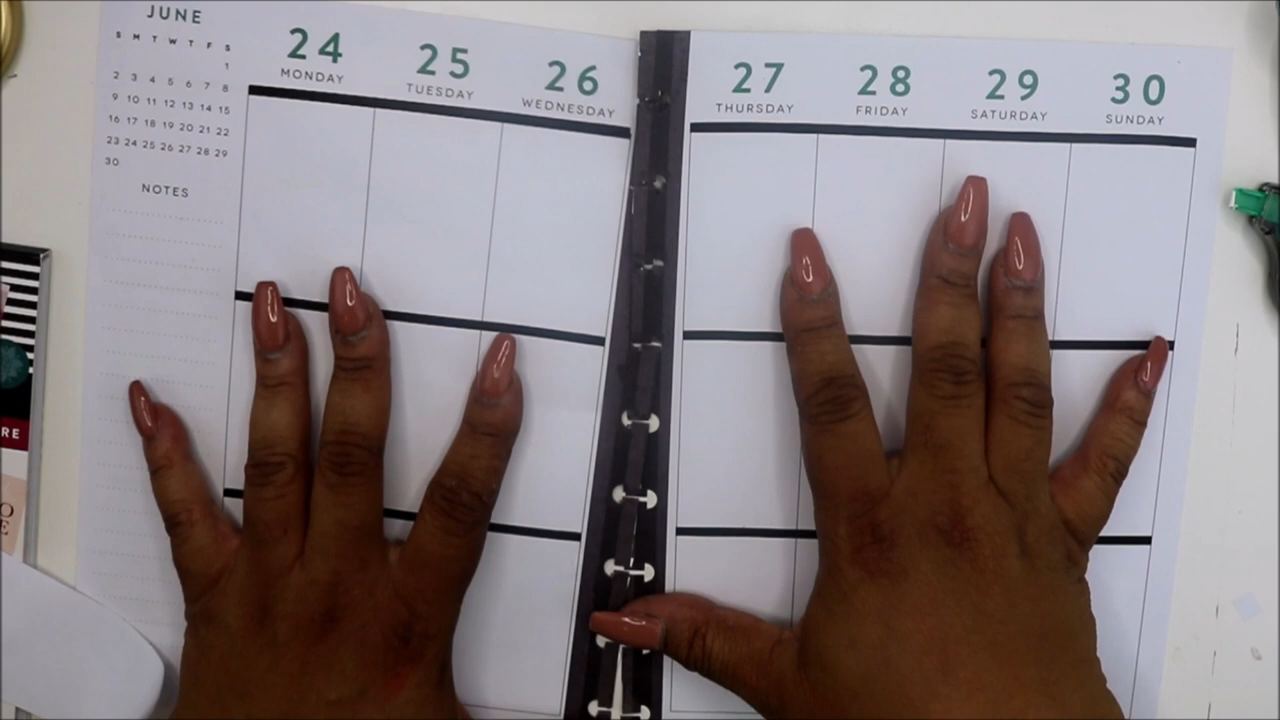 JUNE
S M T W T F S
1
2 3 4 5 6 7 8
9 10 11 12 13 14 15
16 17 18 19 20 21 22
23 24 25 26 27 28 29
30
NOTES
24
MONDAY
25
TUESDAY
26
WEDNESDAY
27
THURSDAY
28
FRIDAY
29
SATURDAY
30
SUNDAY
RE
O
E